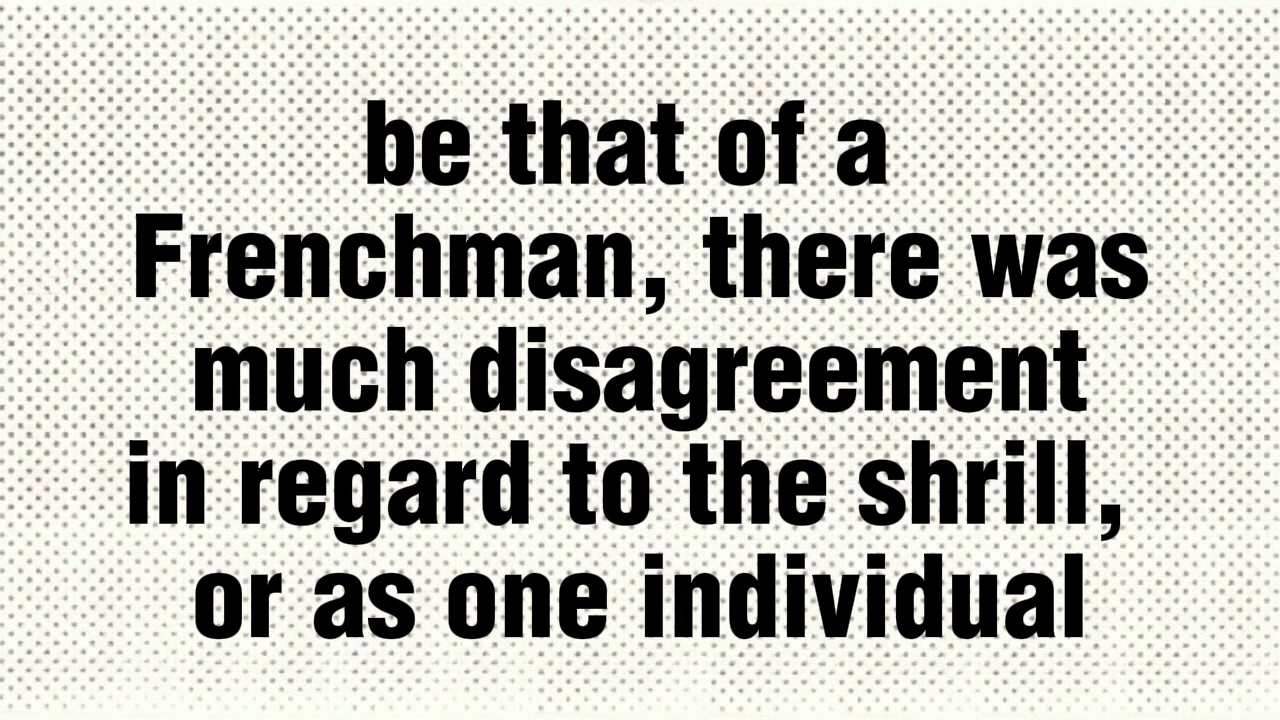 be that of a
Frenchman, there was
much disagreement
in regard to the shrill,
or as one individual